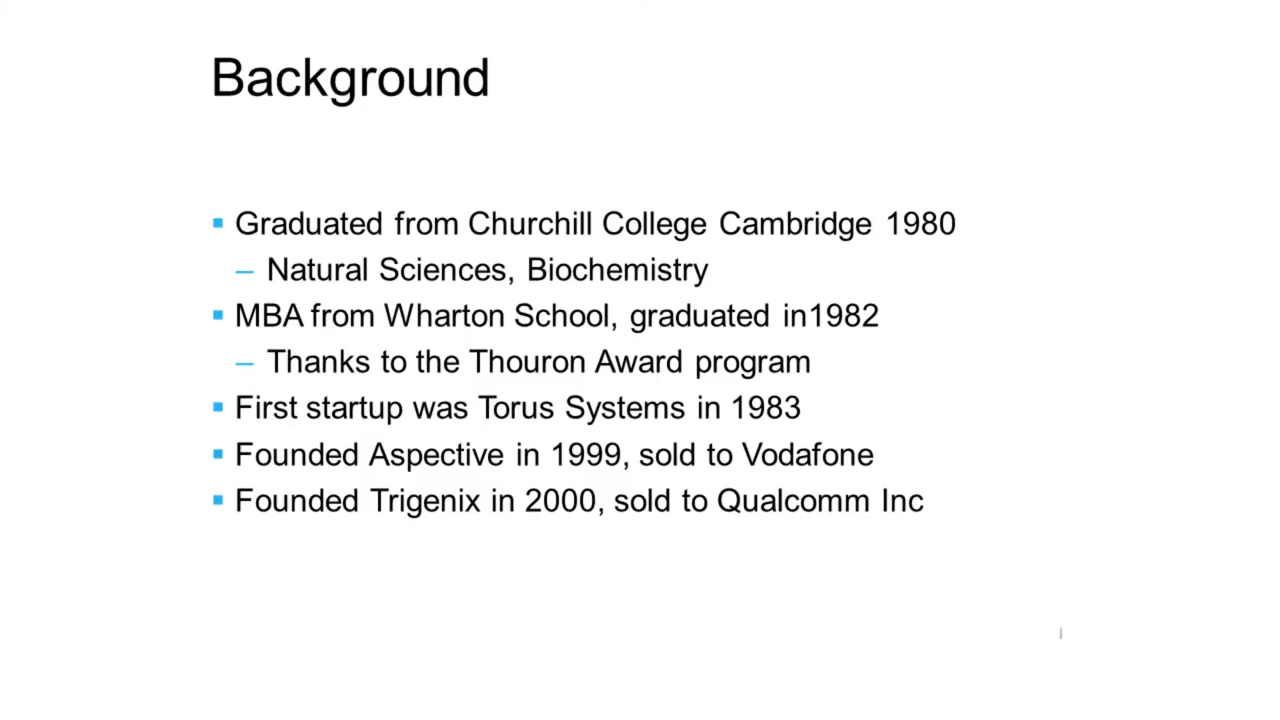 Background
Graduated from Churchill College Cambridge 1980
– Natural Sciences, Biochemistry
MBA from Wharton School, graduated in1982
– Thanks to the Thouron Award program
First startup was Torus Systems in 1983
Founded Aspective in 1999, sold to Vodafone
Founded Trigenix in 2000, sold to Qualcomm Inc